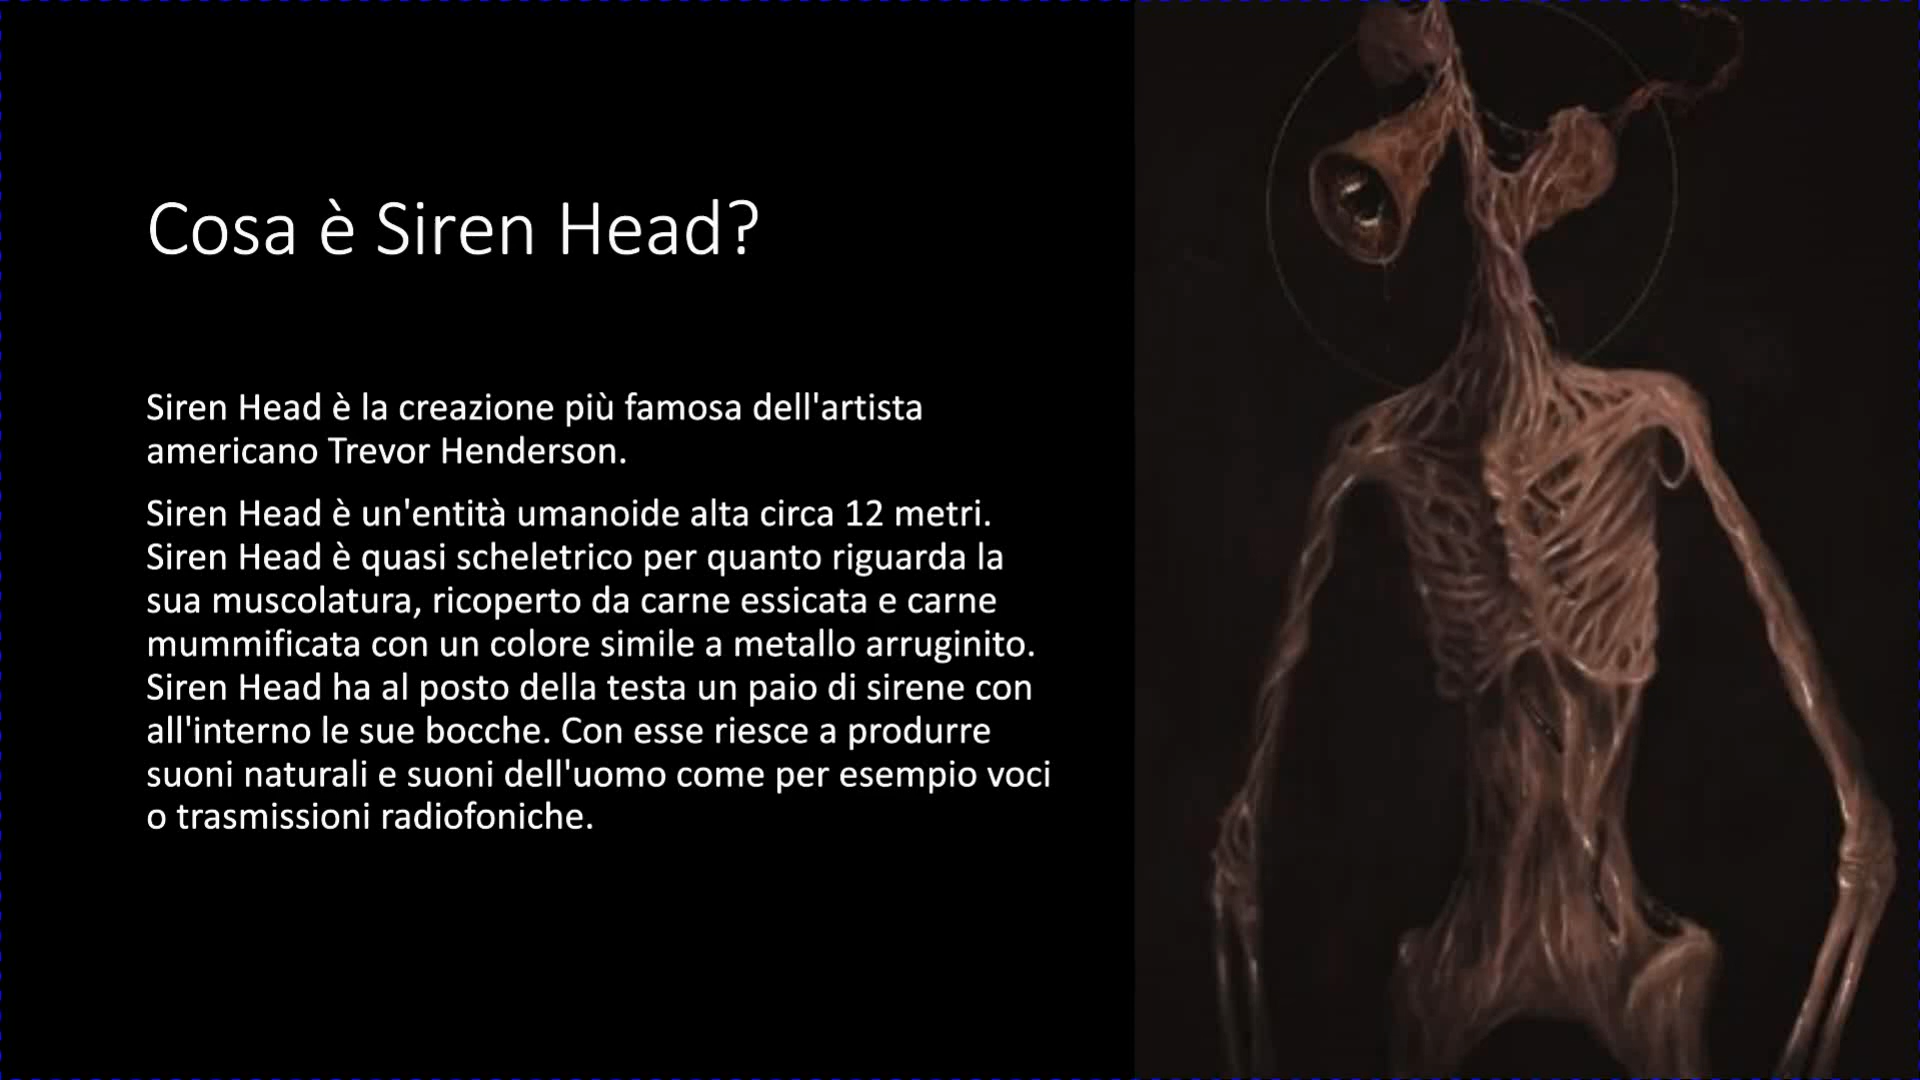 Cosa è Siren Head?
Siren Head è la creazione più famosa dell'artista
americano Trevor Henderson.
Siren Head è un'entità umanoide alta circa 12 metri.
Siren Head è quasi scheletrico per quanto riguarda la
sua muscolatura, ricoperto da carne essicata e carne
mummificata con un colore simile a metallo arruginito.
Siren Head ha al posto della testa un paio di sirene con
all'interno le sue bocche. Con esse riesce a produrre
suoni naturali e suoni dell'uomo come per esempio voci
o trasmissioni radiofoniche.